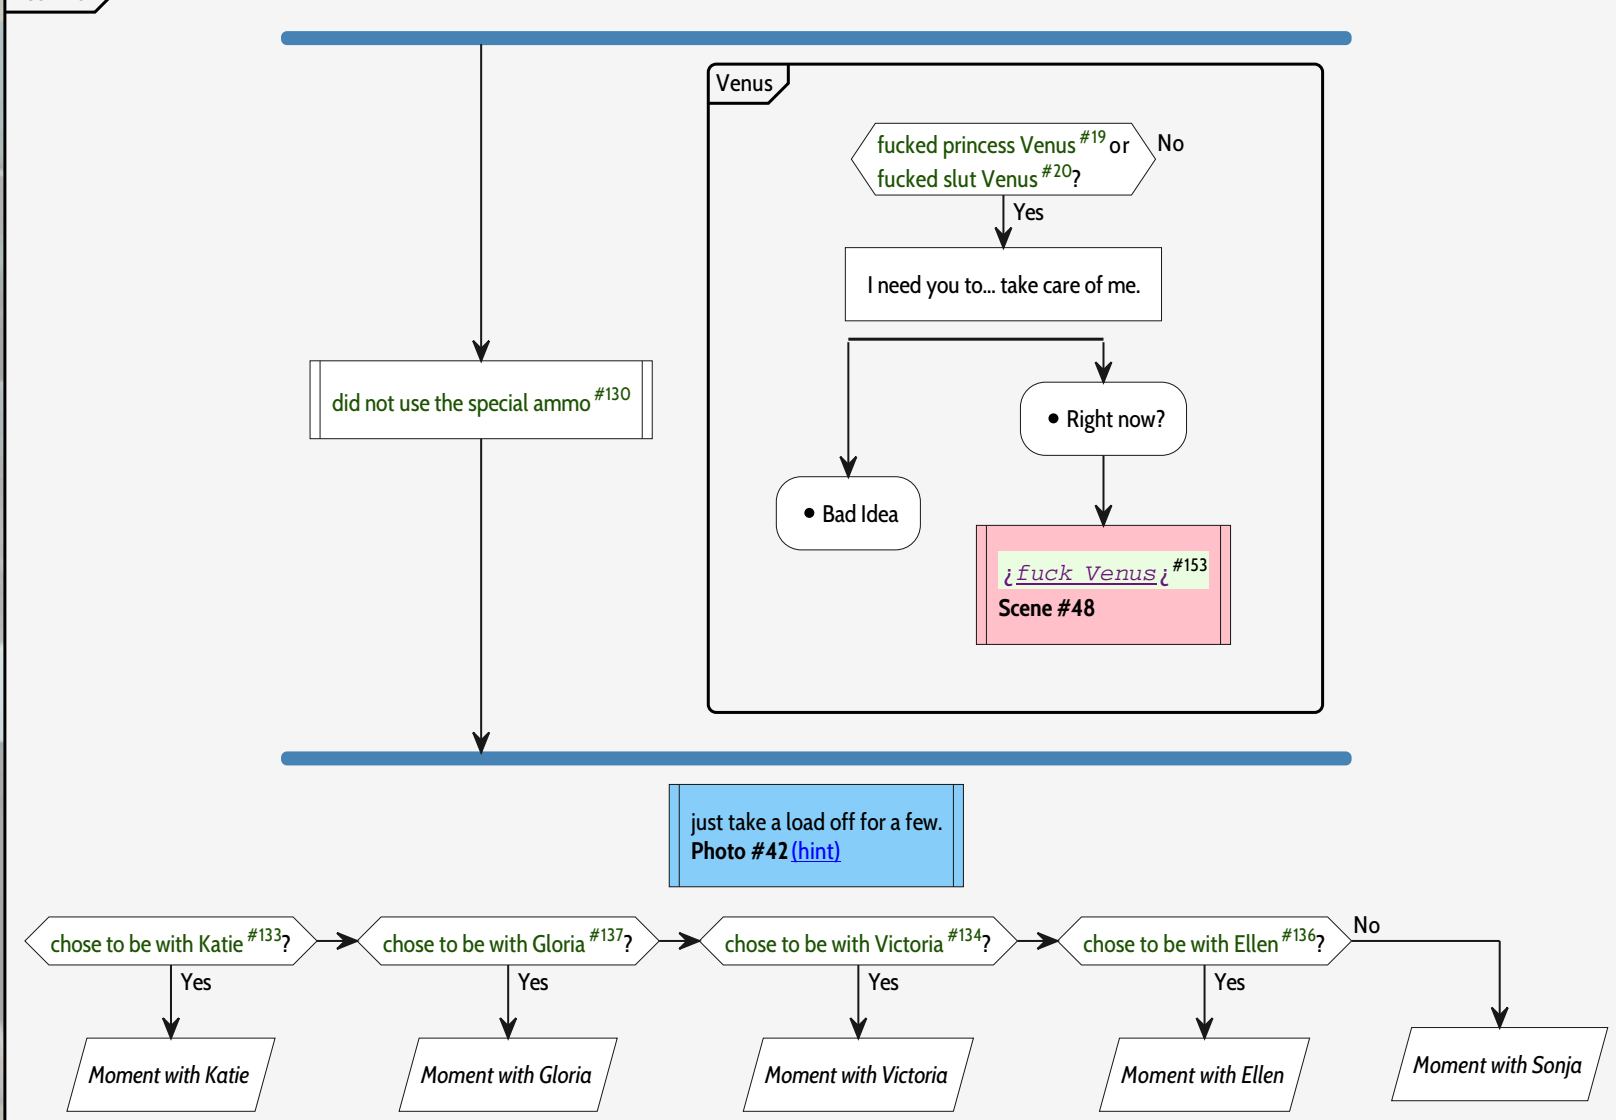 Venus
fucked princess Venus #19 or
fucked slut Venus #20?
No
Yes
I need you to... take care of me.
did not use the special ammo #130
• Right now?
• Bad Idea
¿fuck Venus¿ #153
Scene #48
just take a load off for a few.
Photo #42 (hint)
chose to be with Katie #133?
chose to be with Gloria #137?
chose to be with Victoria #134?
chose to be with Ellen #136?
No
Yes
Yes
Yes
Yes
Moment with Katie
Moment with Gloria
Moment with Victoria
Moment with Ellen
Moment with Sonja